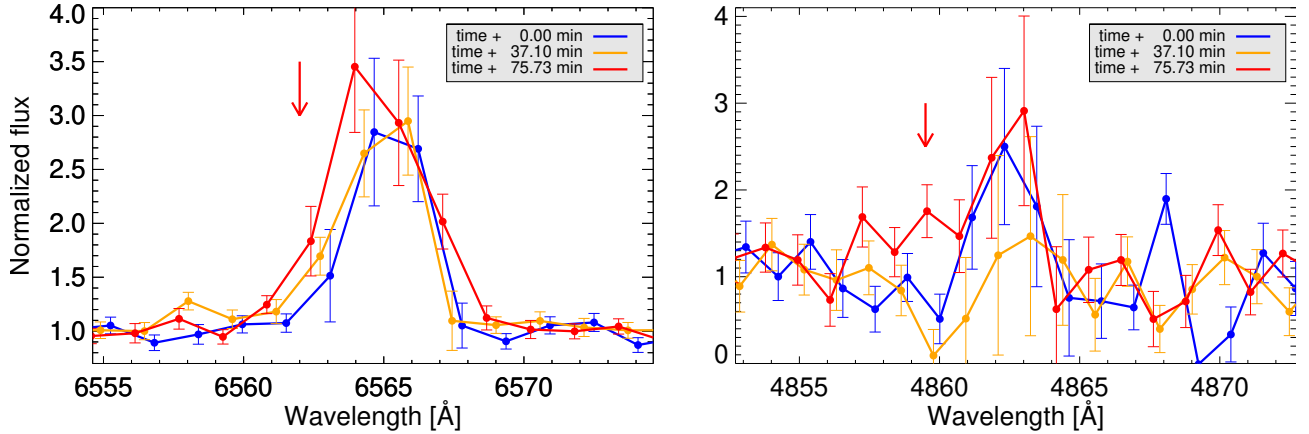 4.0
3.5
3.0
2.5
2.0
1.5
1.0
Normalized flux
time + 0.00 min
time + 37.10 min
time + 75.73 min
6555 6560 6565 6570
Wavelength [Å]
4
3
2
1
0
time + 0.00 min
time + 37.10 min
time + 75.73 min
4855 4860 4865 4870
Wavelength [Å]